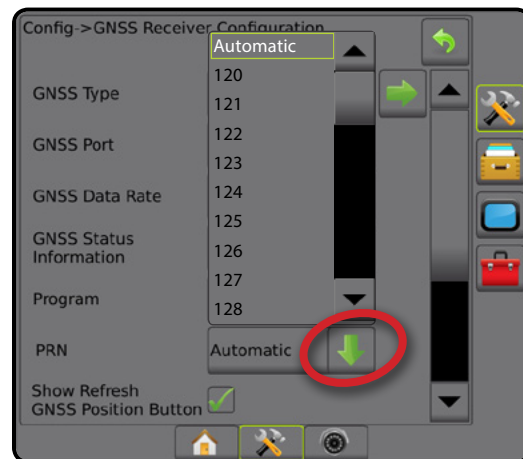 Config->GNSS Receiver Configuration
Automatic
120
121
122
123
124
125
126
127
128
GNSS Type
GNSS Port
GNSS Data Rate
GNSS Status
Information
Program
PRN
Automatic
Show Refresh
GNSS Position Button